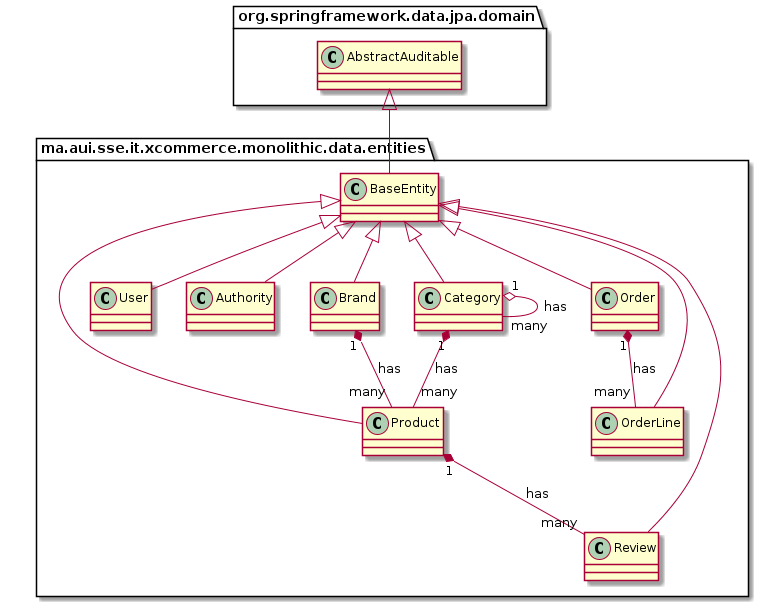 org.springframework.data.jpa.domain
C AbstractAuditable
ma.aui.sse.it.xcommerce.monolithic.data.entities
C BaseEntity
C User
C Authority
C Brand
C Category
C Order
1
has
many
1
1
1
has
has
has
many
many
many
C Product
C OrderLine
1
has
many
C Review